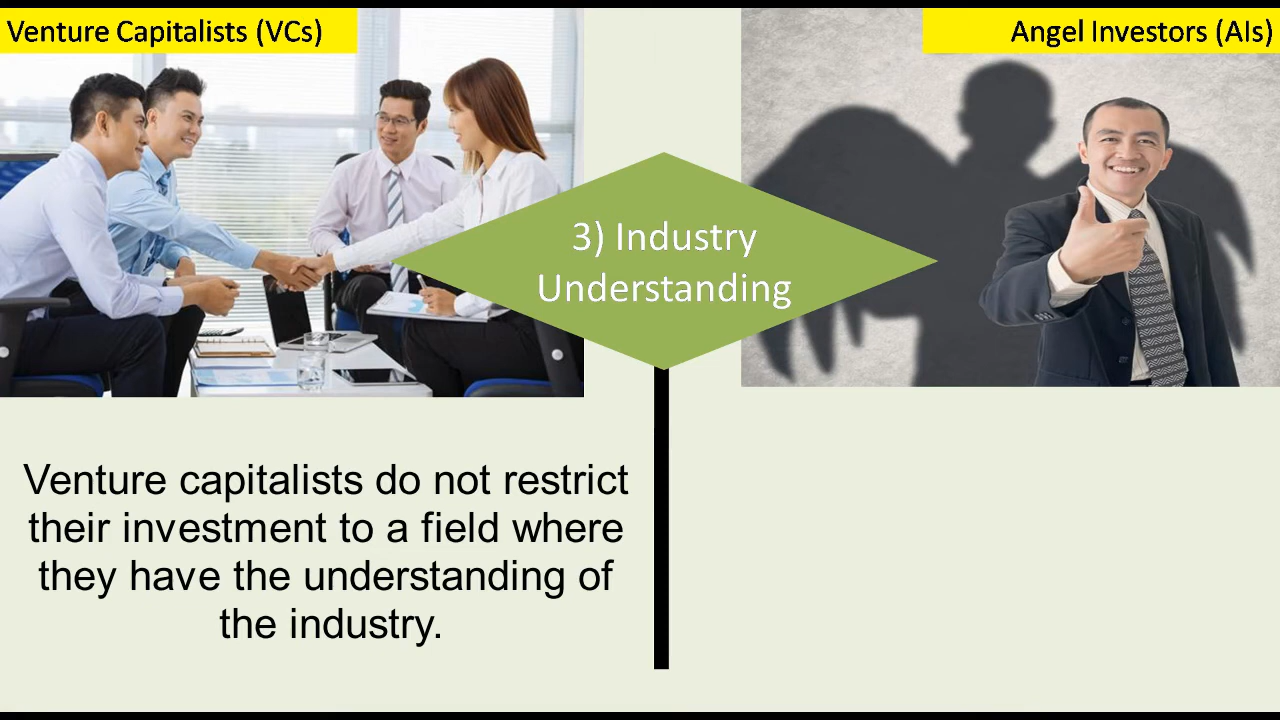 Venture Capitalists (VCs)
Angel Investors (AIs)
3) Industry
Understanding
Venture capitalists do not restrict
their investment to a field where
they have the understanding of
the industry.